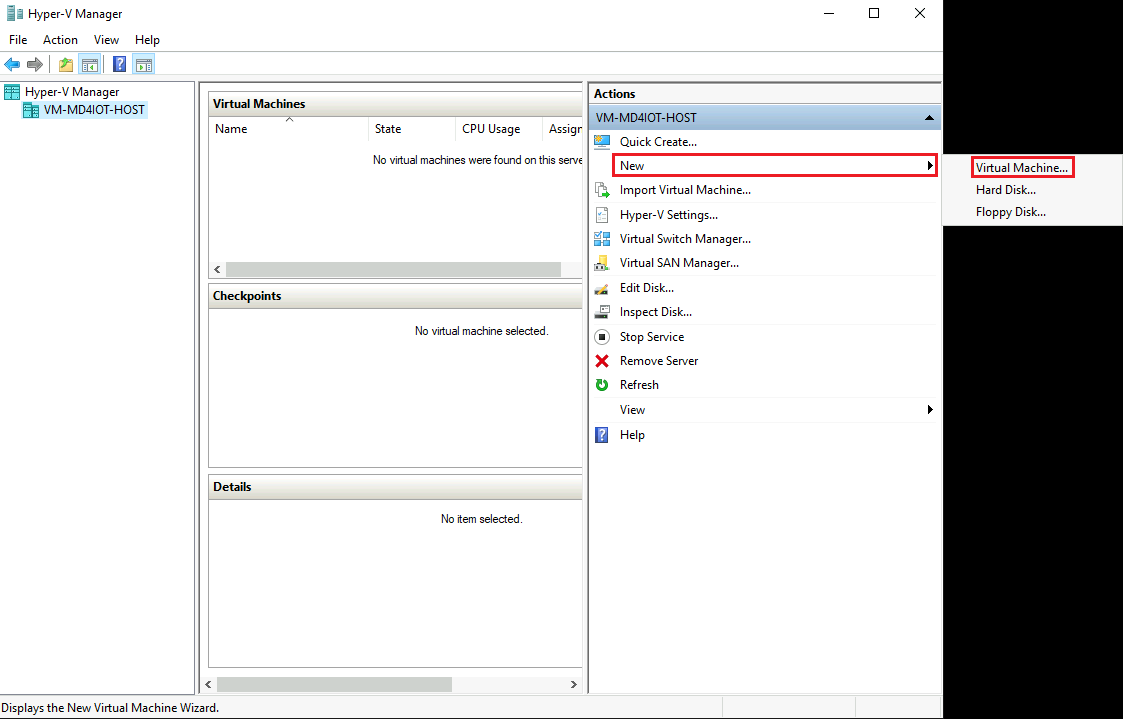 Hyper-V Manager
File Action View Help
Hyper-V Manager
VM-MD4IOT-HOST
Virtual Machines
Name State CPU Usage Assign
No virtual machines were found on this serve
Checkpoints
No virtual machine selected.
Details
No item selected.
Actions
VM-MD4IOT-HOST
Quick Create...
New
Import Virtual Machine...
Hyper-V Settings...
Virtual Switch Manager...
Virtual SAN Manager...
Edit Disk...
Inspect Disk...
Stop Service
Remove Server
Refresh
View
Help
Virtual Machine...
Hard Disk...
Floppy Disk...
Displays the New Virtual Machine Wizard.